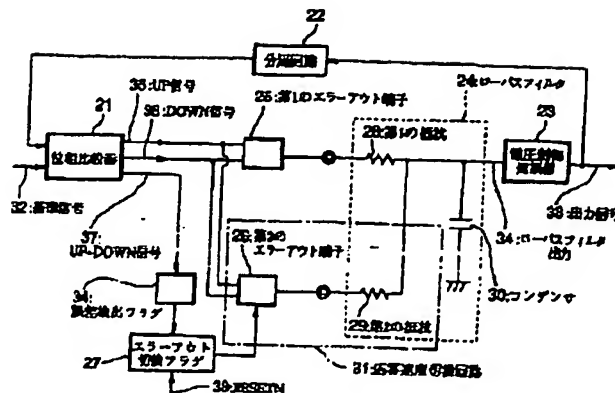 22
分周回路
24:ローパスフィルタ
35:UP信号
21
36:DOWN信号
25:第1のエラーアウト端子
23
28:第1の抵抗
位相比較器
電圧制御
発振器
32:基準信号
33:出力信号
37:
UP-DOWN信号
26:第2の
エラーアウト端子
34:ローパスフィルタ
出力
30:コンデンサ
検出フラグ
29:第2の抵抗
エラーアウト
切換フラグ
27
31:応答速度切換回路
39:RESETN